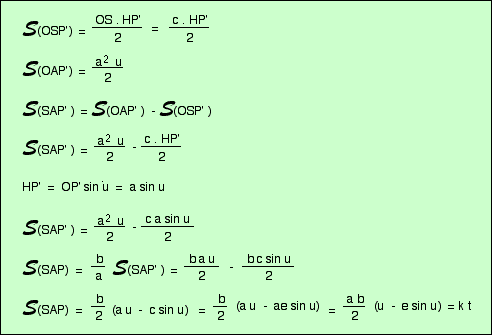 S(OSP') = OS . HP' / 2 = c . HP' / 2
S(OAP') = a² u / 2
S(SAP') = S(OAP') - S(OSP')
S(SAP') = a² u / 2 - c . HP' / 2
HP' = OP' sin u = a sin u
S(SAP') = a² u / 2 - c a sin u / 2
S(SAP) = b / a S(SAP') = b a u / 2 - b c sin u / 2
S(SAP) = b / 2 (a u - c sin u) = b / 2 (a u - ae sin u) = a b / 2 (u - e sin u) = k t